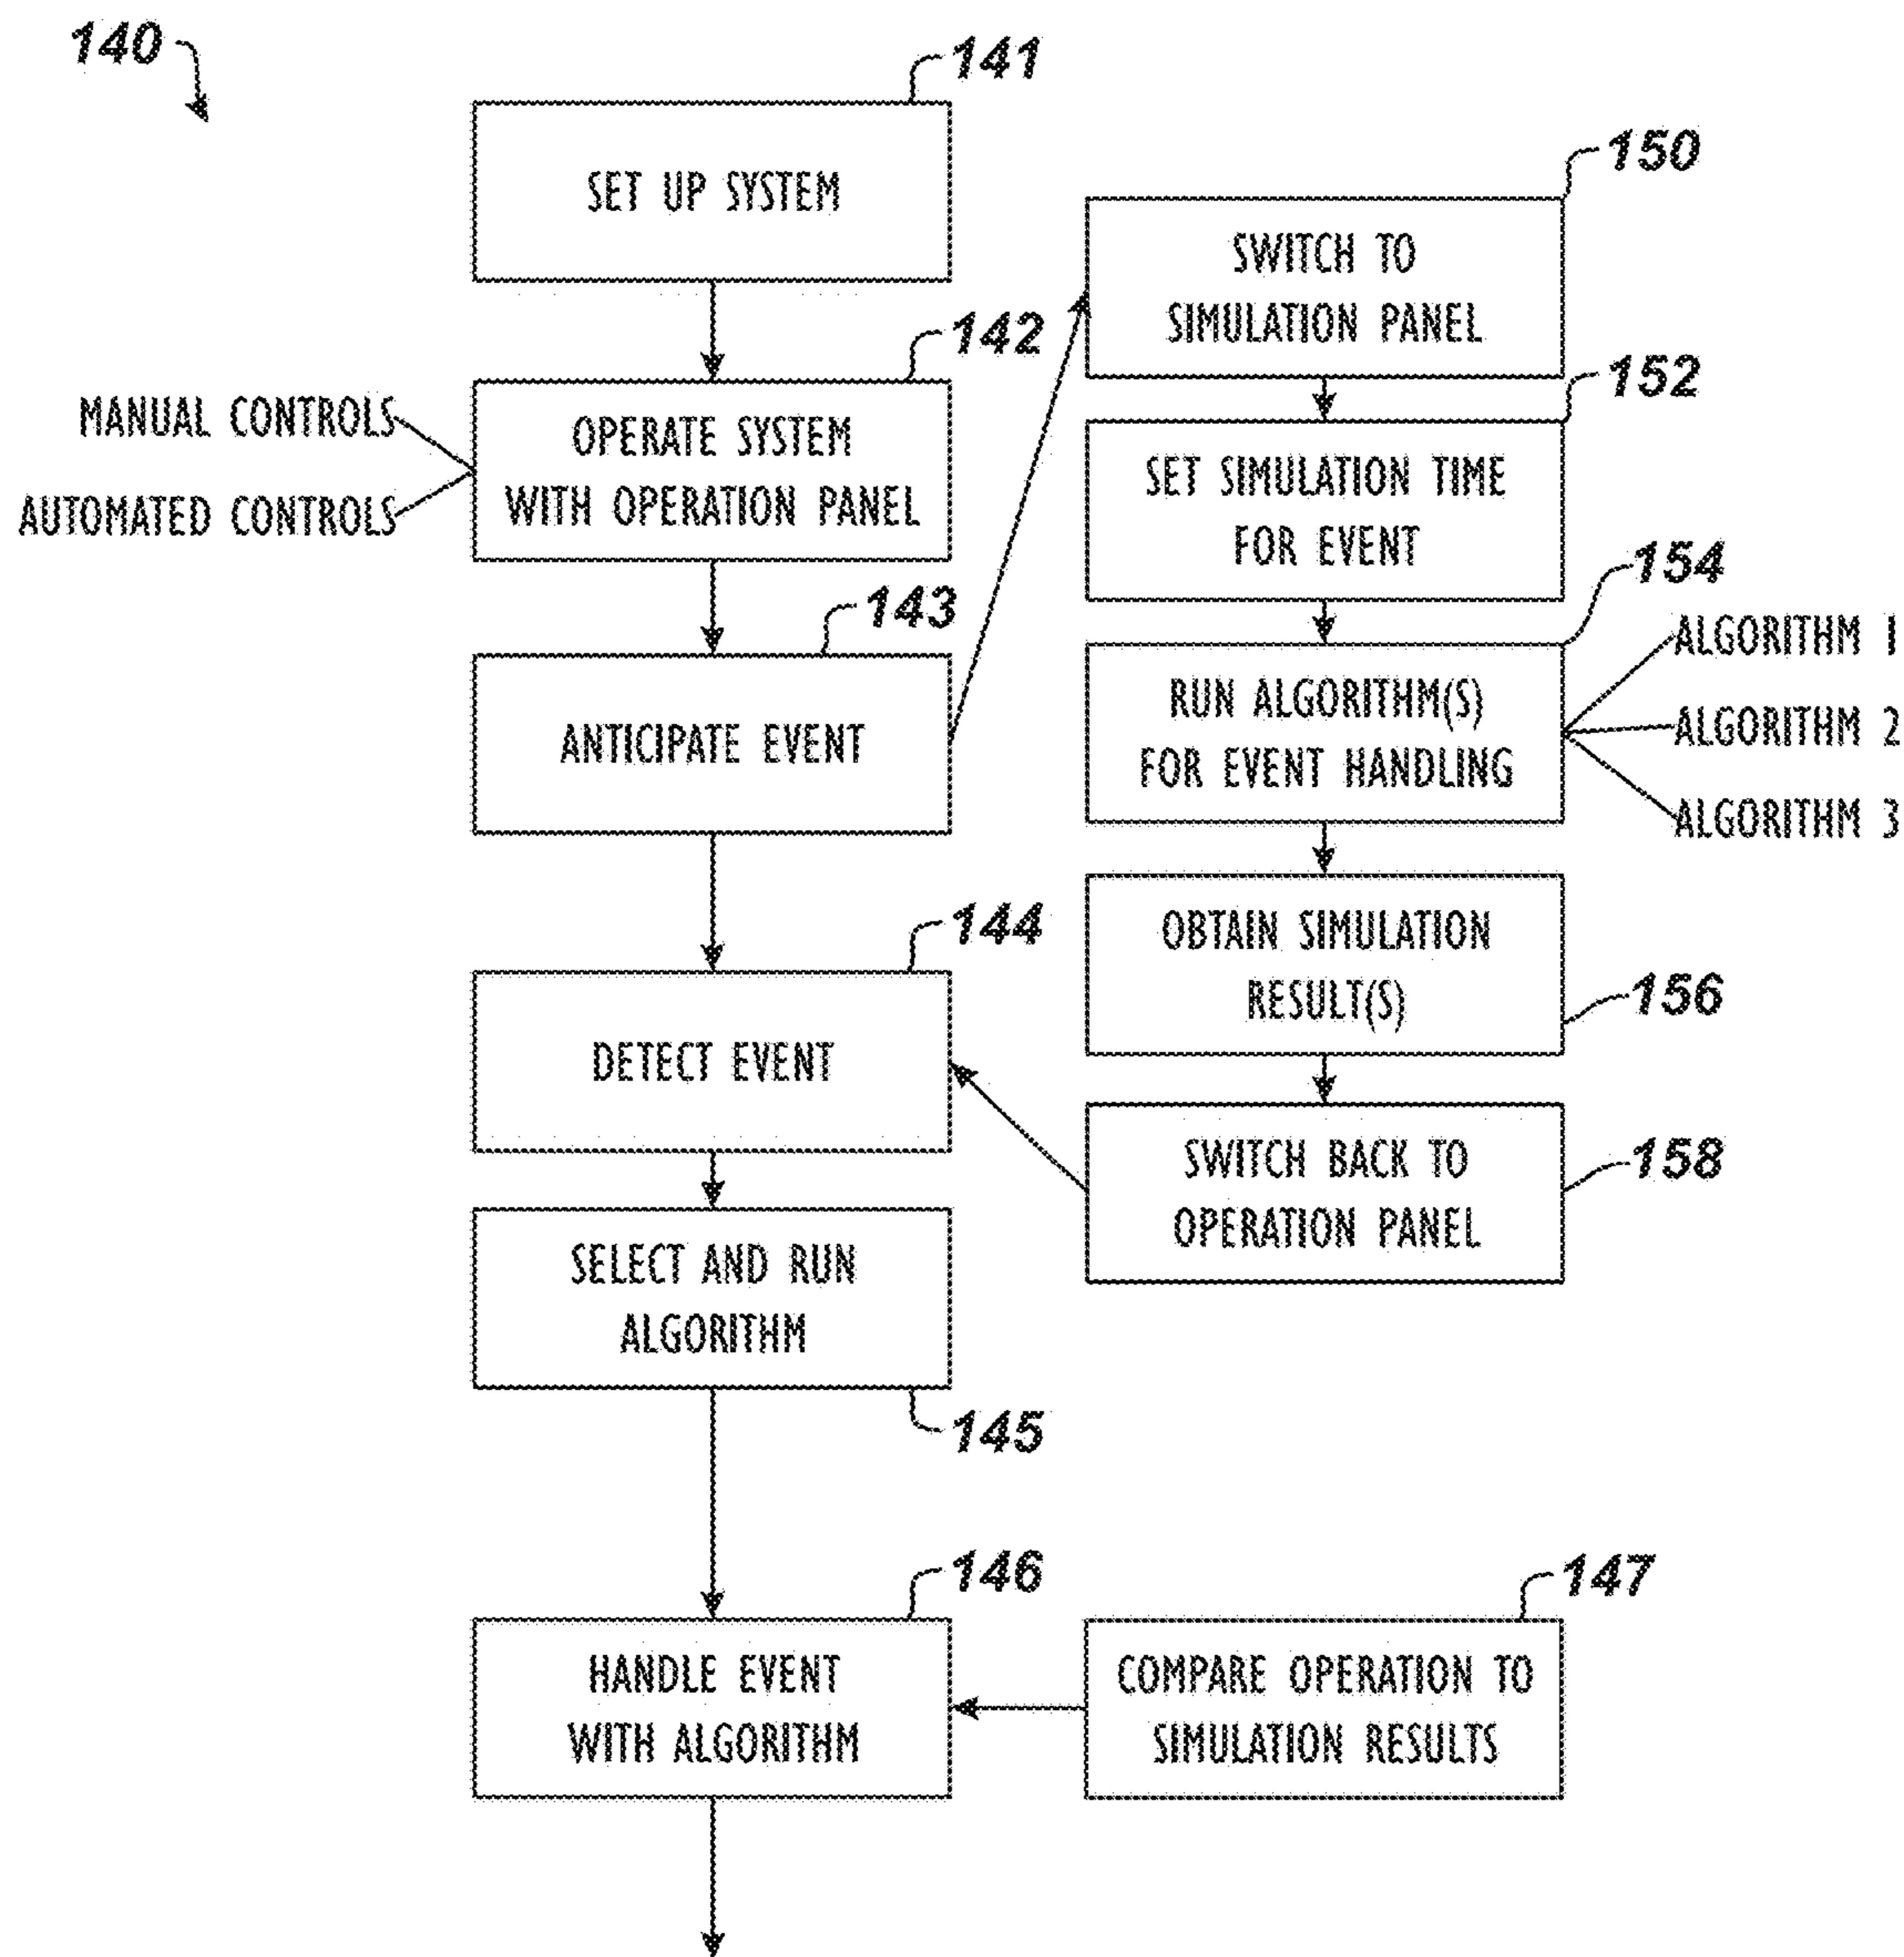 140
141
SET UP SYSTEM
142
MANUAL CONTROLS
AUTOMATED CONTROLS
OPERATE SYSTEM
WITH OPERATION PANEL
143
ANTICIPATE EVENT
144
DETECT EVENT
SELECT AND RUN
ALGORITHM
145
146
HANDLE EVENT
WITH ALGORITHM
147
COMPARE OPERATION TO
SIMULATION RESULTS
150
SWITCH TO
SIMULATION PANEL
152
SET SIMULATION TIME
FOR EVENT
154
RUN ALGORITHM(S)
FOR EVENT HANDLING
ALGORITHM 1
ALGORITHM 2
ALGORITHM 3
OBTAIN SIMULATION
RESULT(S)
156
SWITCH BACK TO
OPERATION PANEL
158